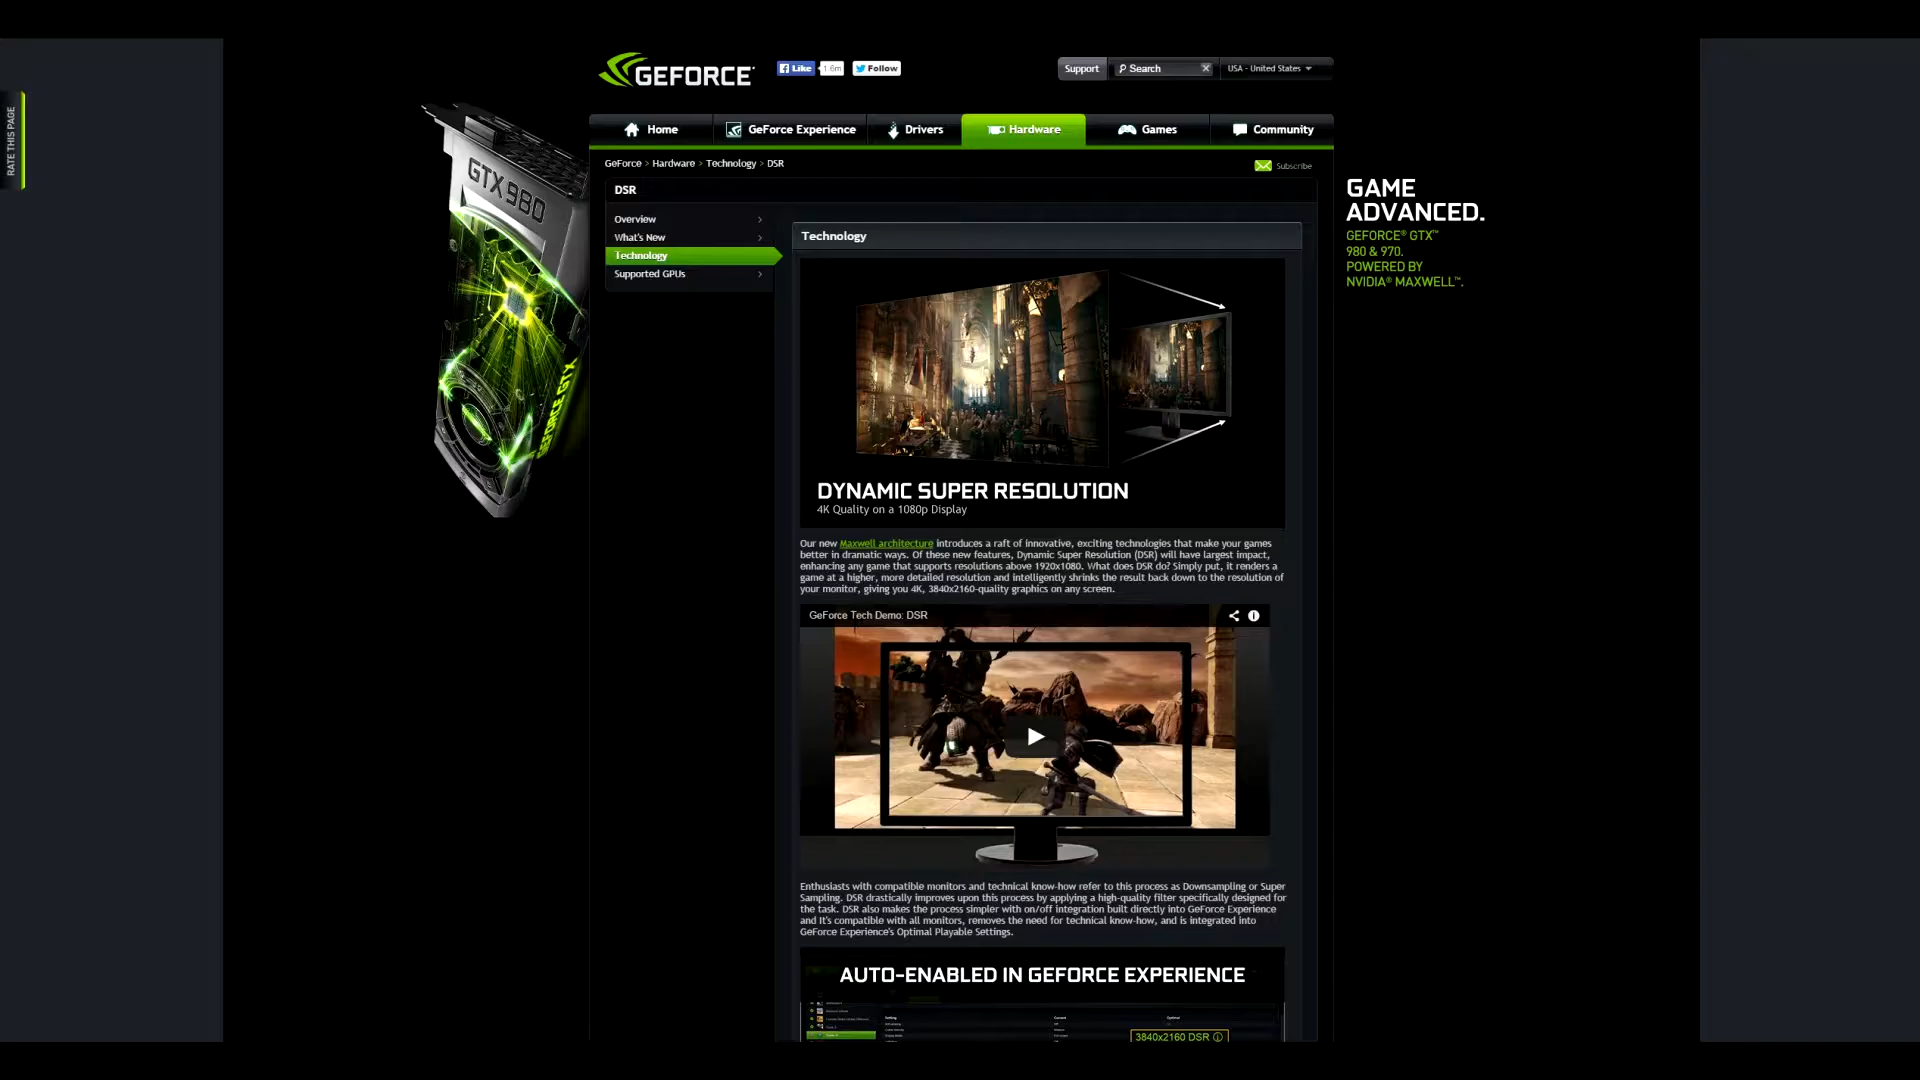 GEFORCE
Like
1.6m
Follow
Support
Search
USA - United States
RATE THIS PAGE
Home
GeForce Experience
Drivers
Hardware
Games
Community
GeForce > Hardware > Technology > DSR
Subscribe
DSR
Overview
What's New
Technology
Supported GPUs
GTX 980
GEFORCE GTX
GAME
ADVANCED.
GEFORCE® GTX™
980 & 970.
POWERED BY
NVIDIA® MAXWELL™.
Technology
DYNAMIC SUPER RESOLUTION
4K Quality on a 1080p Display
Our new Maxwell architecture introduces a raft of innovative, exciting technologies that make your games
better in dramatic ways. Of these new features, Dynamic Super Resolution (DSR) will have largest impact,
enhancing any game that supports resolutions above 1920x1080. What does DSR do? Simply put, it renders a
game at a higher, more detailed resolution and intelligently shrinks the result back down to the resolution of
your monitor, giving you 4K, 3840x2160-quality graphics on any screen.
GeForce Tech Demo: DSR
Enthusiasts with compatible monitors and technical know-how refer to this process as Downsampling or Super
Sampling. DSR drastically improves upon this process by applying a high-quality filter specifically designed for
the task. DSR also makes the process simpler with on/off integration built directly into GeForce Experience
and it's compatible with all monitors, removes the need for technical know-how, and is integrated into
GeForce Experience's Optimal Playable Settings.
AUTO-ENABLED IN GEFORCE EXPERIENCE
Setting
Current
Optimal
3840x2160 DSR